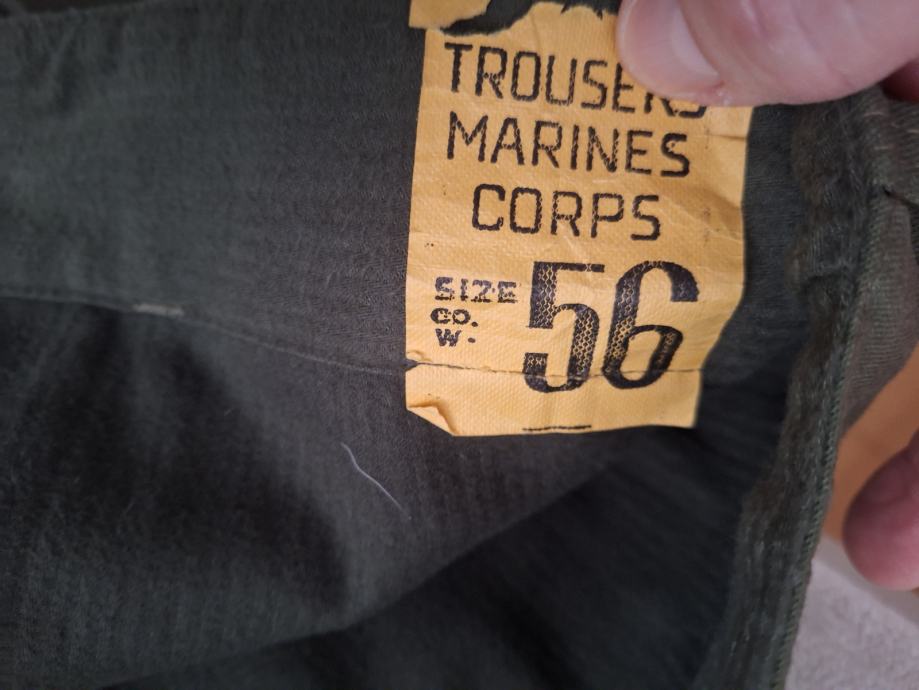 TROUSERS
MARINES
CORPS
SIZE 56
CO.
W.